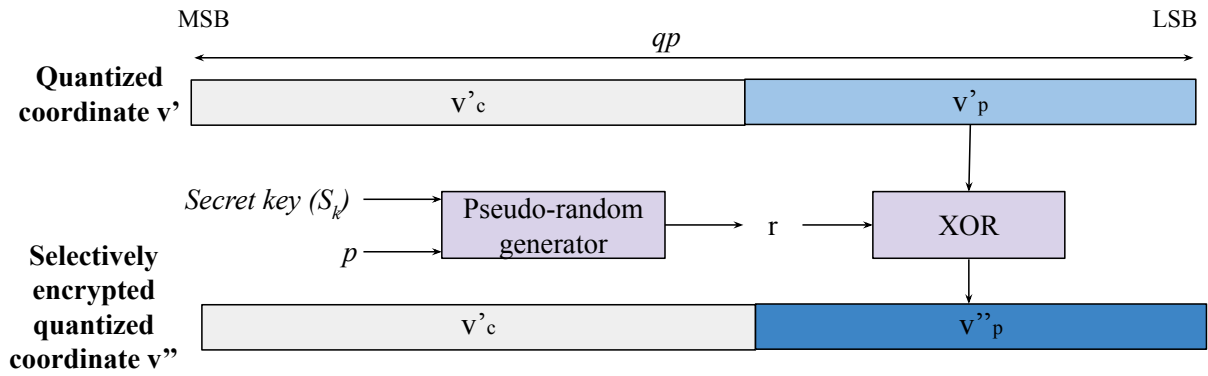 MSB
LSB
qp
Quantized
coordinate v'
v'c
v'p
Secret key (Sk)
Pseudo-random
generator
p
r
XOR
Selectively
encrypted
quantized
coordinate v”
v'c
v”p